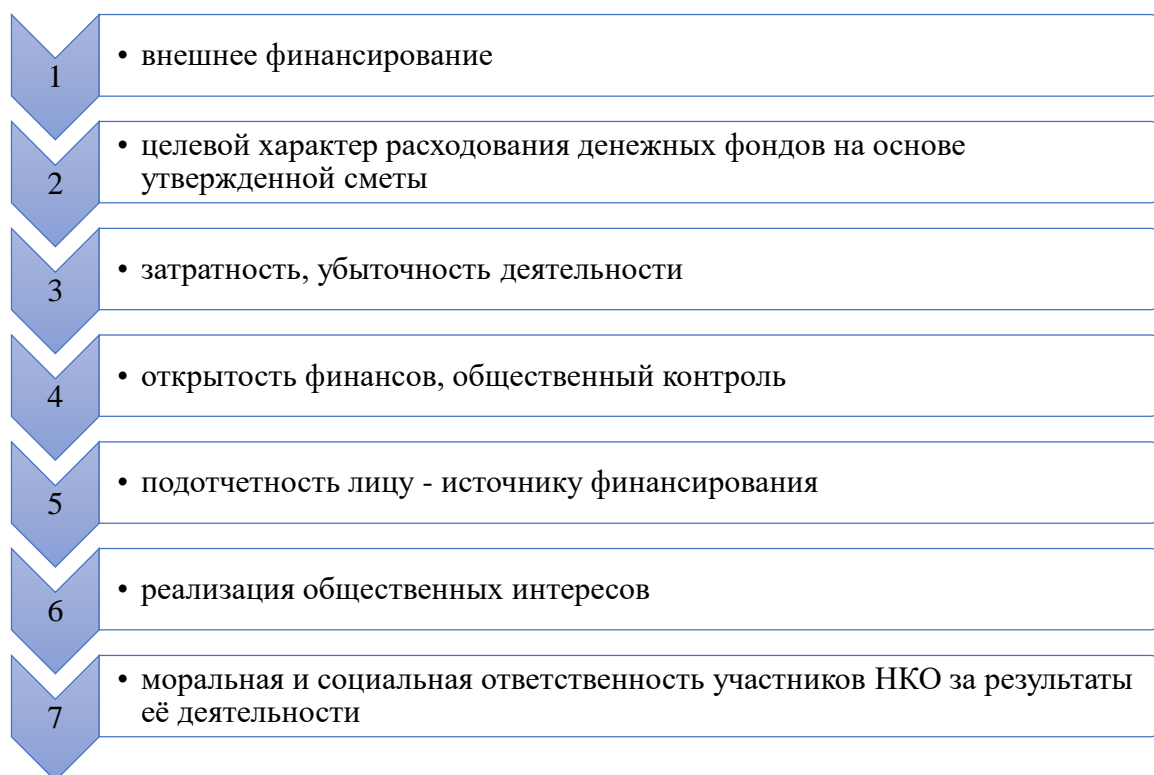 1
• внешнее финансирование
2
• целевой характер расходования денежных фондов на основе
утвержденной сметы
3
• затратность, убыточность деятельности
4
• открытость финансов, общественный контроль
5
• подотчетность лицу - источнику финансирования
6
• реализация общественных интересов
7
• моральная и социальная ответственность участников НКО за результаты
её деятельности